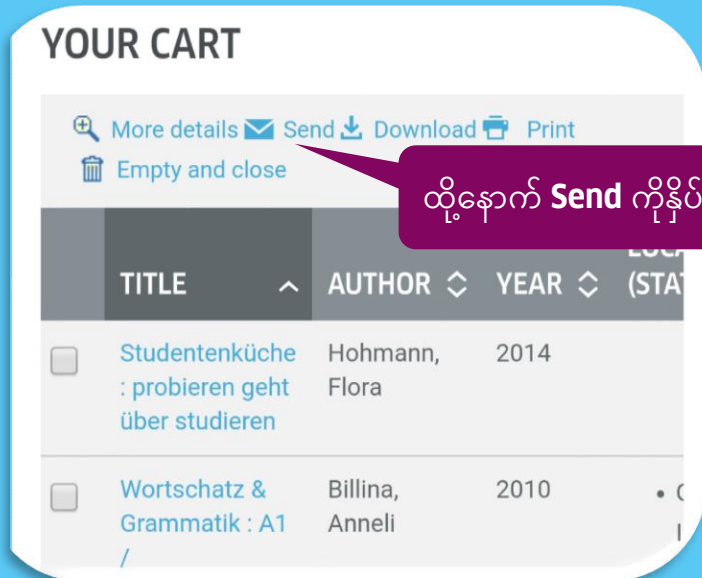 YOUR CART
More details Send Download Print
Empty and close
ထို့နောက် Send ကိုနှိပ်
TITLE AUTHOR YEAR
Studentenküche Hohmann, 2014
: probieren geht Flora
über studieren
Wortschatz & Billina, 2010
Grammatik : A1 Anneli
/